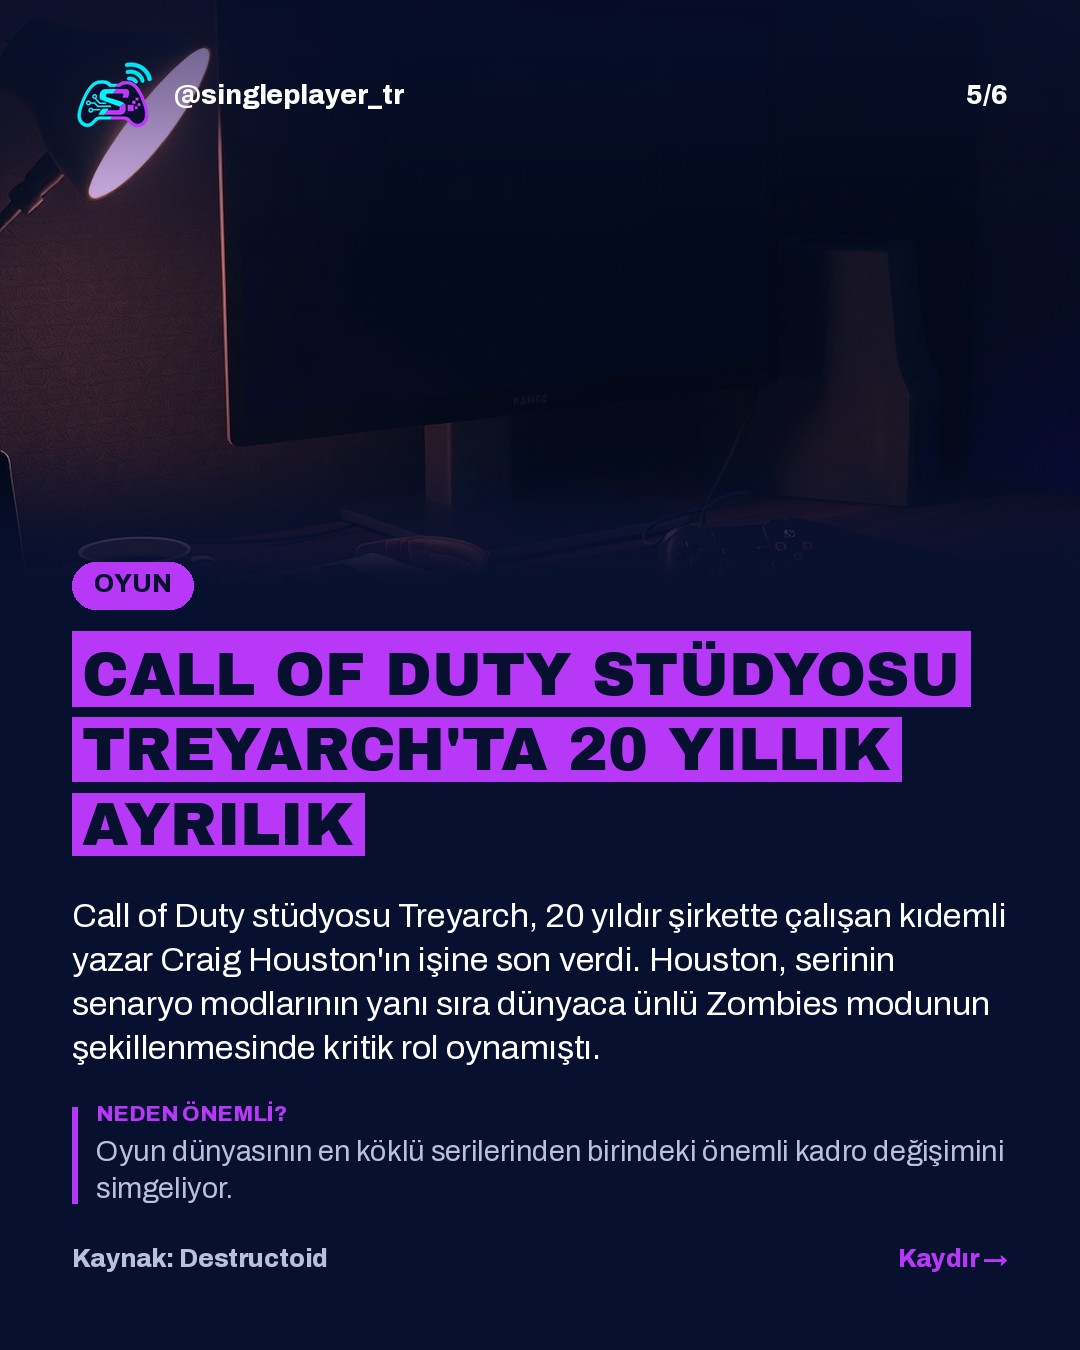 @singleplayer_tr
5/6
OYUN
CALL OF DUTY STÜDYOSU
TREYARCH'TA 20 YILLIK
AYRILIK
Call of Duty stüdyosu Treyarch, 20 yıldır şirkette çalışan kıdemli
yazar Craig Houston'ın işine son verdi. Houston, serinin
senaryo modlarının yanı sıra dünyaca ünlü Zombies modunun
şekillenmesinde kritik rol oynamıştı.
NEDEN ÖNEMLİ?
Oyun dünyasının en köklü serilerinden birindeki önemli kadro değişimini
simgeliyor.
Kaynak: Destructoid
Kaydır→